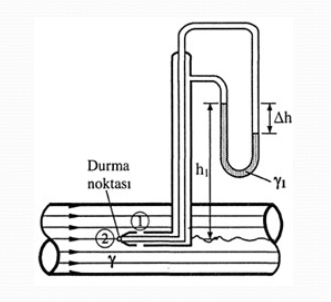 Δh
h₁
γ₁
Durma
noktası
①
②
γ